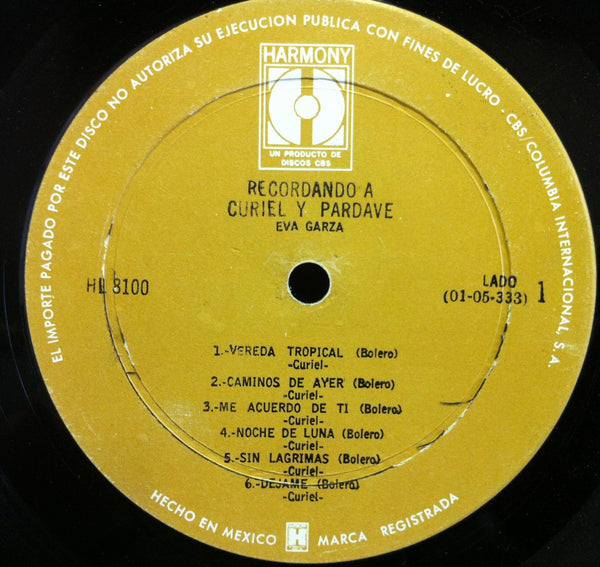 EL IMPORTE PAGADO POR ESTE DISCO NO AUTORIZA SU EJECUCION PUBLICA CON FINES DE LUCRO - CBS/COLUMBIA INTERNACIONAL, S.A.
HARMONY
UN PRODUCTO DE
DISCOS CBS
RECORDANDO A
CURIEL Y PARDAVE
EVA GARZA
HL 8100
LADO
(01-05-333) 1
1.-VEREDA TROPICAL (Bolero)
-Curiel-
2.-CAMINOS DE AYER (Bolero)
-Curiel-
3.-ME ACUERDO DE TI (Bolero)
-Curiel-
4.-NOCHE DE LUNA (Bolero)
-Curiel-
5.-SIN LAGRIMAS (Bolero)
-Curiel-
6.-DEJAME (Bolero)
-Curiel-
HECHO EN MEXICO H MARCA REGISTRADA